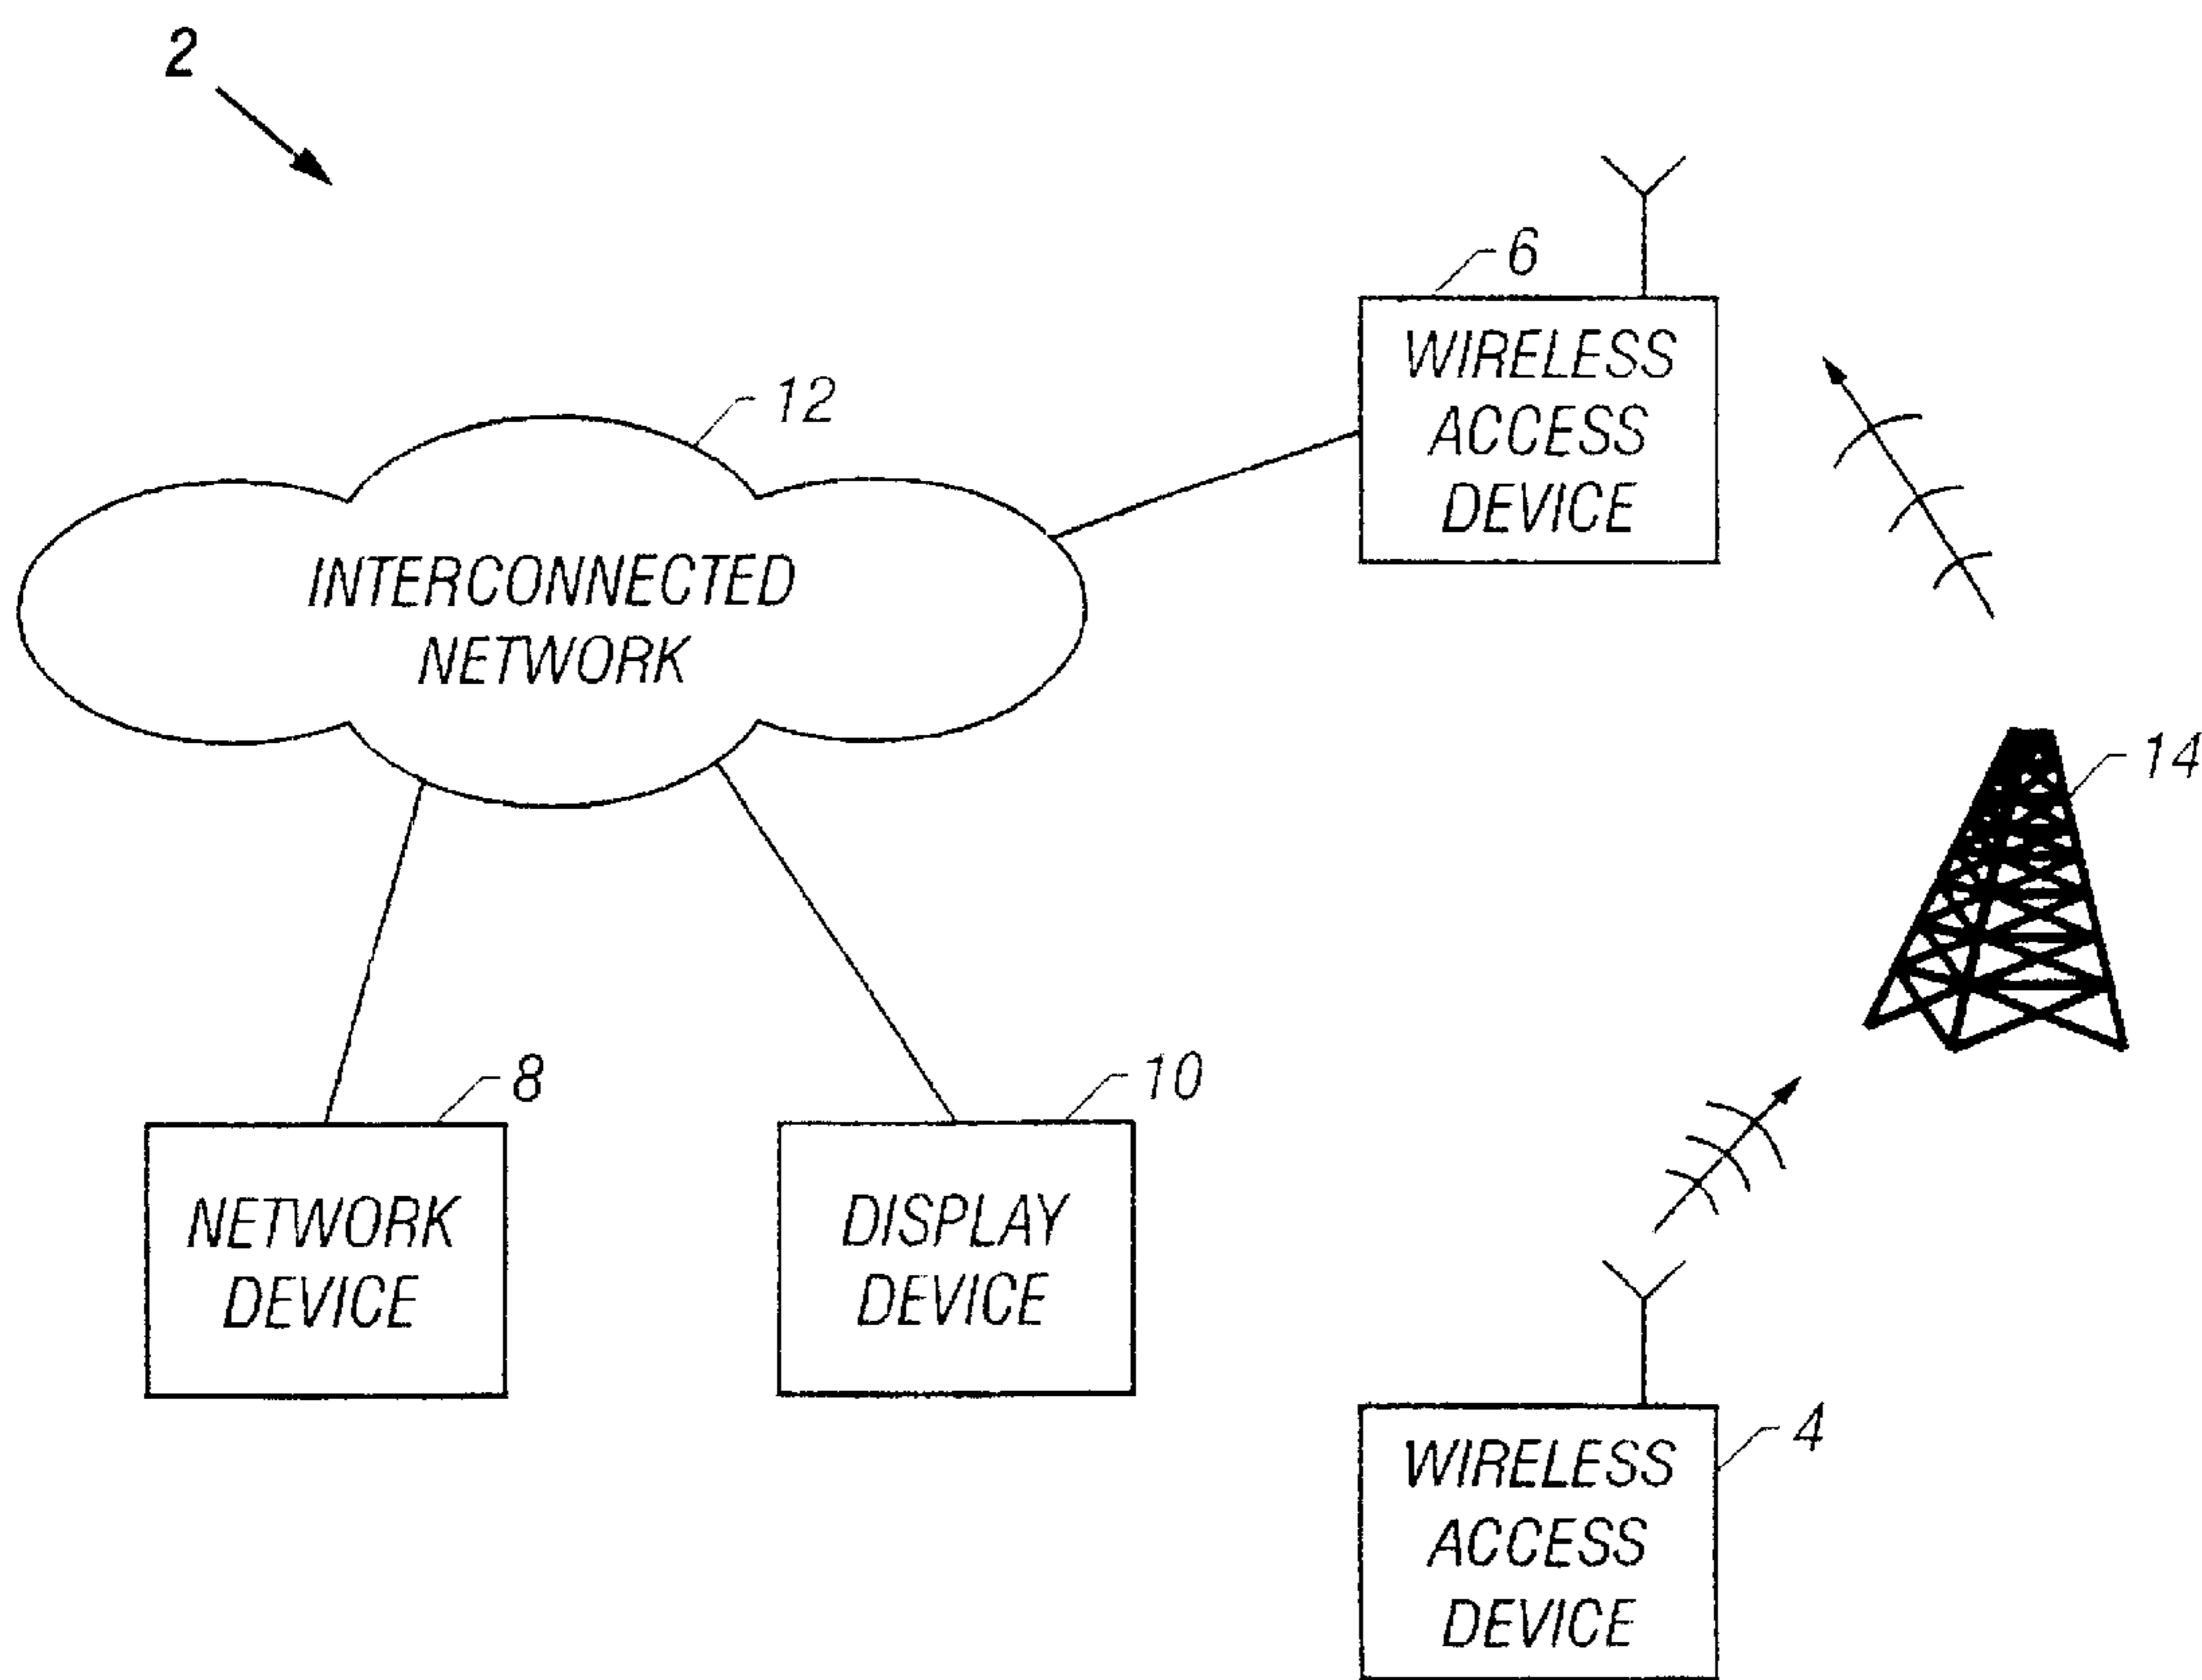 2
6
WIRELESS
ACCESS
DEVICE
12
INTERCONNECTED
NETWORK
14
8
NETWORK
DEVICE
10
DISPLAY
DEVICE
4
WIRELESS
ACCESS
DEVICE